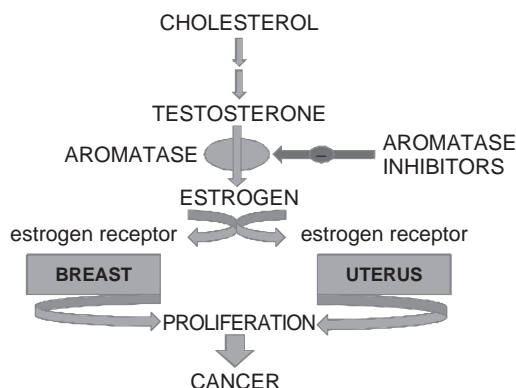 CHOLESTEROL
TESTOSTERONE
AROMATASE
–
AROMATASE
INHIBITORS
ESTROGEN
estrogen receptor
estrogen receptor
BREAST
UTERUS
PROLIFERATION
CANCER